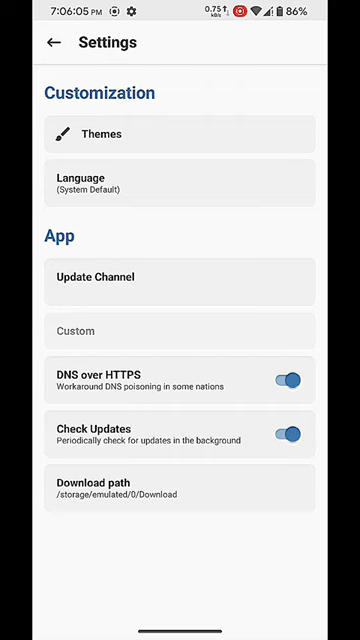 7:06:05 PM 0.75 KB/s 86%
Settings
Customization
Themes
Language
(System Default)
App
Update Channel
Custom
DNS over HTTPS
Workaround DNS poisoning in some nations
Check Updates
Periodically check for updates in the background
Download path
/storage/emulated/0/Download